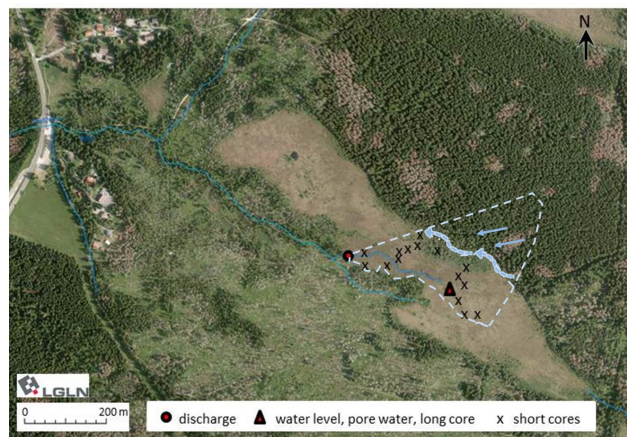 N
X X X X X X X X X X X X X X X
LGLN
0 200 m
discharge water level, pore water, long core x short cores